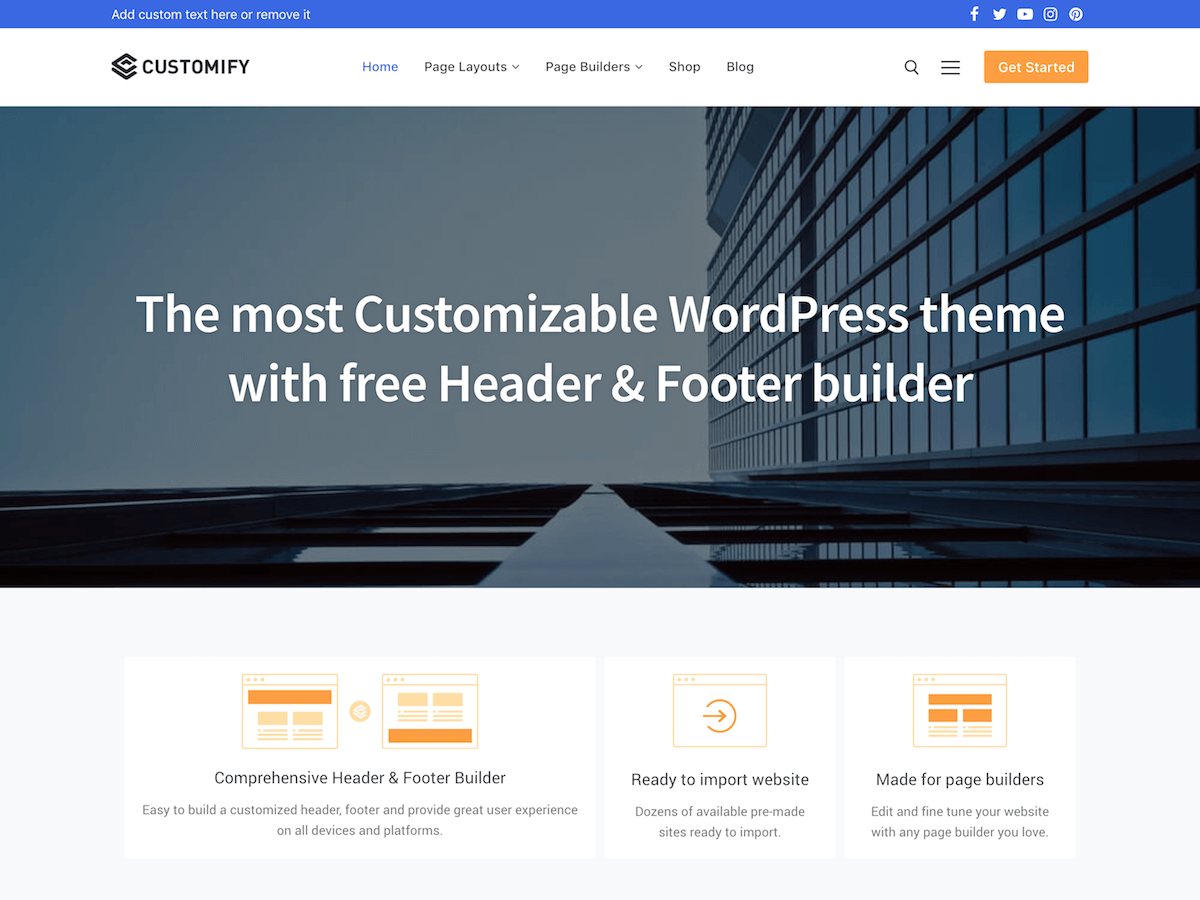 Add custom text here or remove it
CUSTOMIFY
Home Page Layouts Page Builders Shop Blog
Get Started
The most Customizable WordPress theme
with free Header & Footer builder
Comprehensive Header & Footer Builder
Easy to build a customized header, footer and provide great user experience
on all devices and platforms.
Ready to import website
Dozens of available pre-made
sites ready to import.
Made for page builders
Edit and fine tune your website
with any page builder you love.